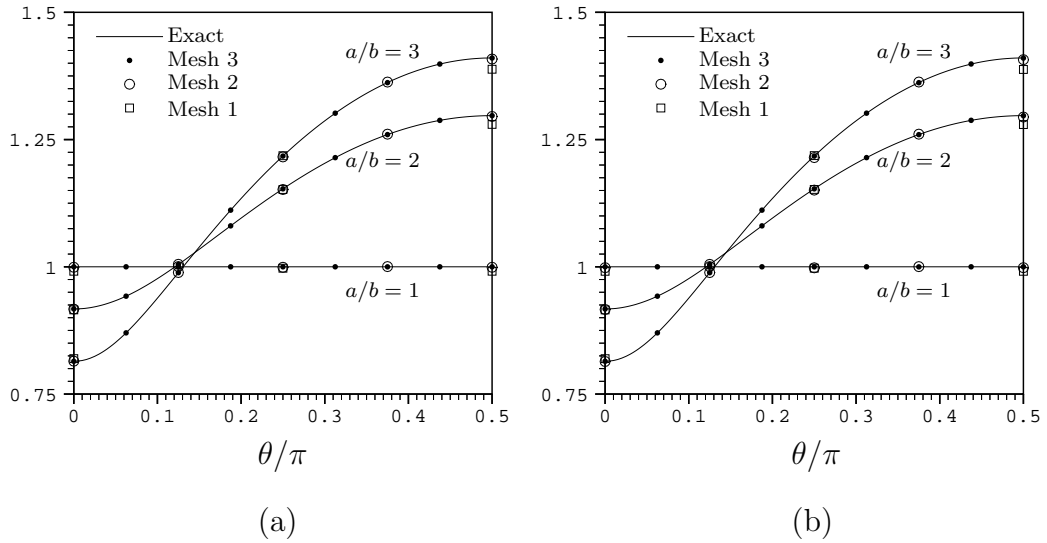 1.5
1.25
1
0.75
Exact
Mesh 3
Mesh 2
Mesh 1
a/b = 3
a/b = 2
a/b = 1
0 0.1 0.2 0.3 0.4 0.5
θ/π
(a)
1.5
1.25
1
0.75
Exact
Mesh 3
Mesh 2
Mesh 1
a/b = 3
a/b = 2
a/b = 1
0 0.1 0.2 0.3 0.4 0.5
θ/π
(b)